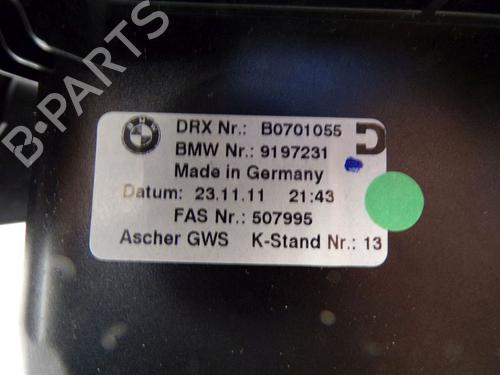 B-PARTS
BMW
DRX Nr.: B0701055 D
BMW Nr.: 9197231
Made in Germany
Datum: 23.11.11 21:43
FAS Nr.: 507995
Ascher GWS K-Stand Nr.: 13